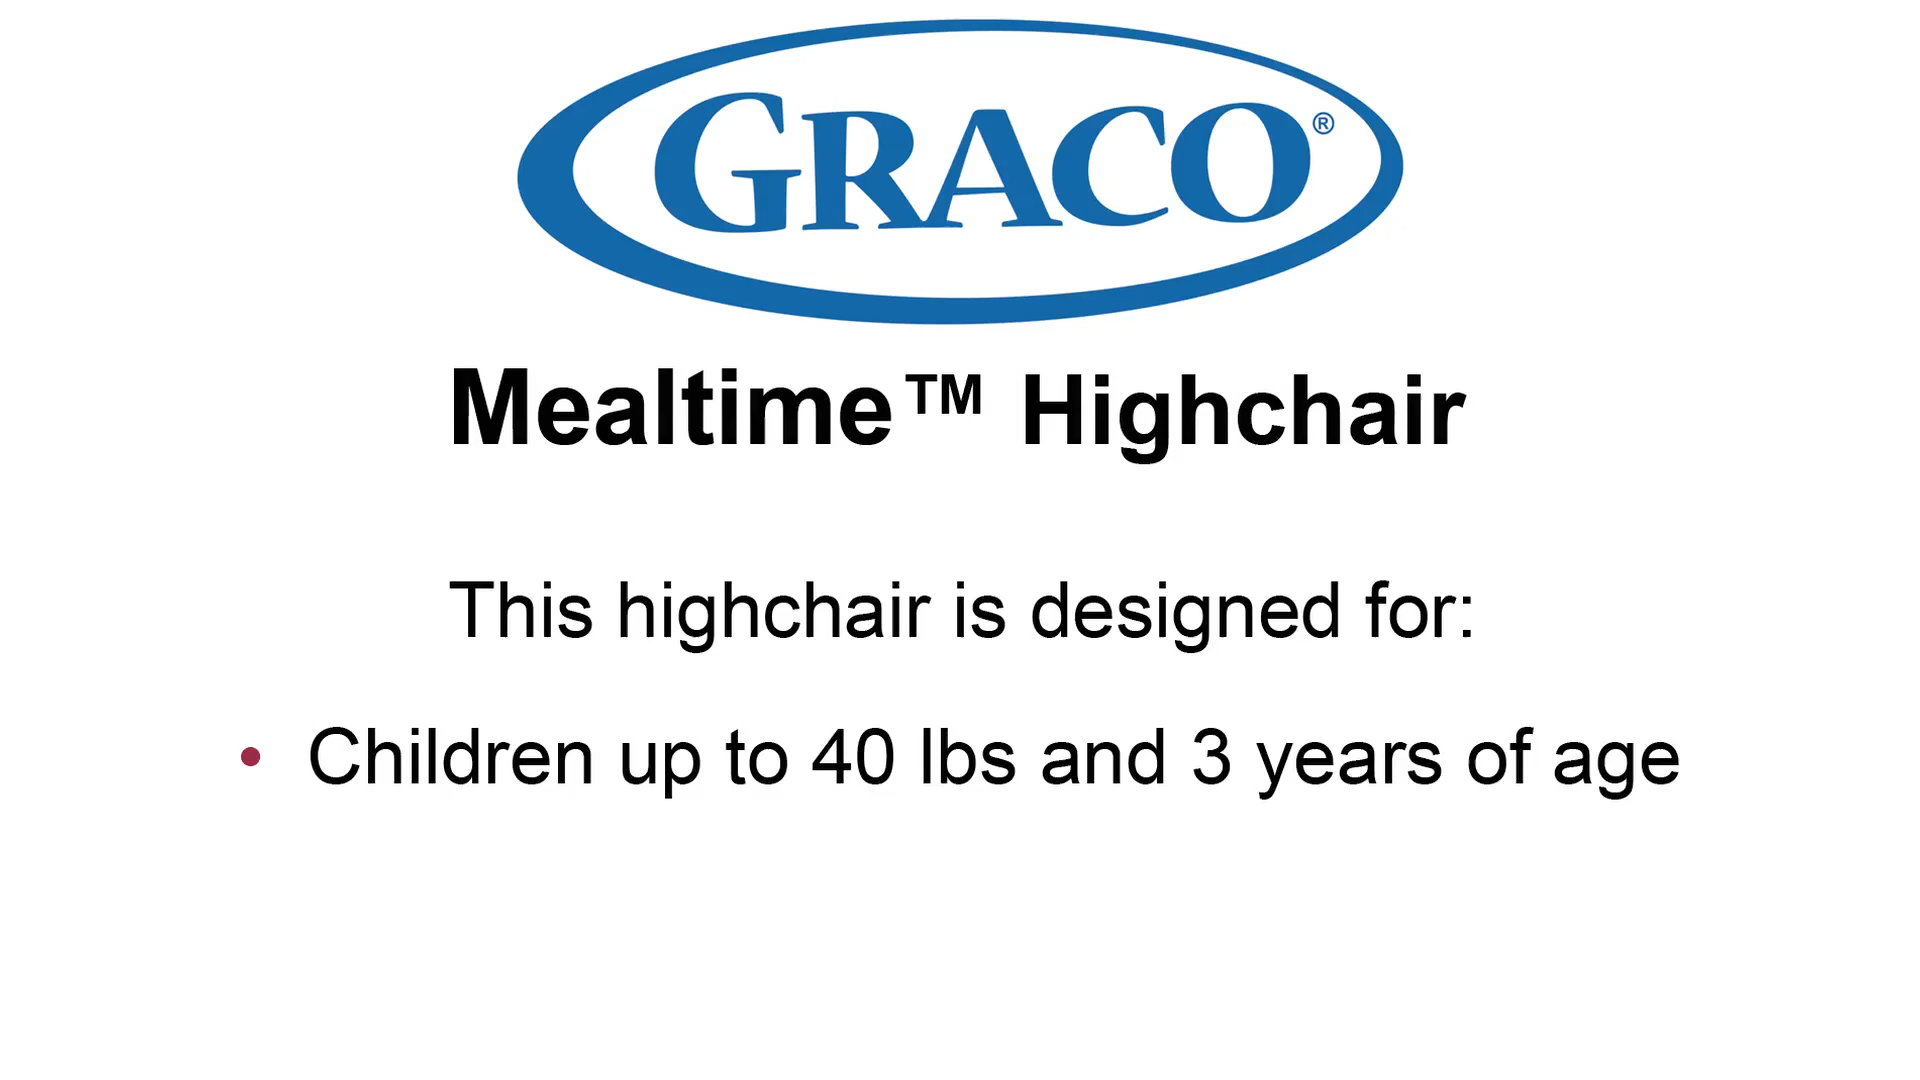 GRACO®
Mealtime™ Highchair
This highchair is designed for:
• Children up to 40 lbs and 3 years of age